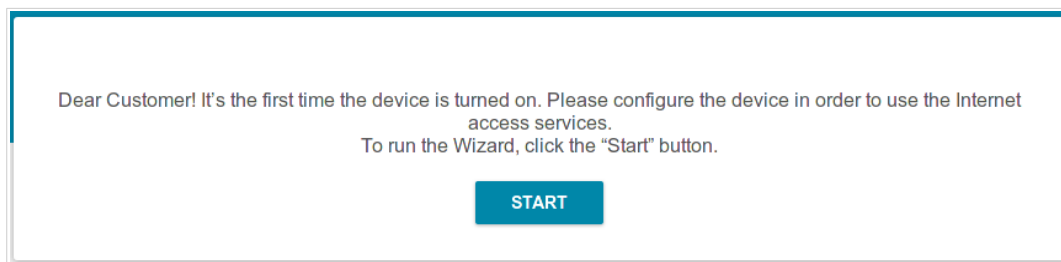 Dear Customer! It’s the first time the device is turned on. Please configure the device in order to use the Internet
access services.
To run the Wizard, click the “Start” button.
START